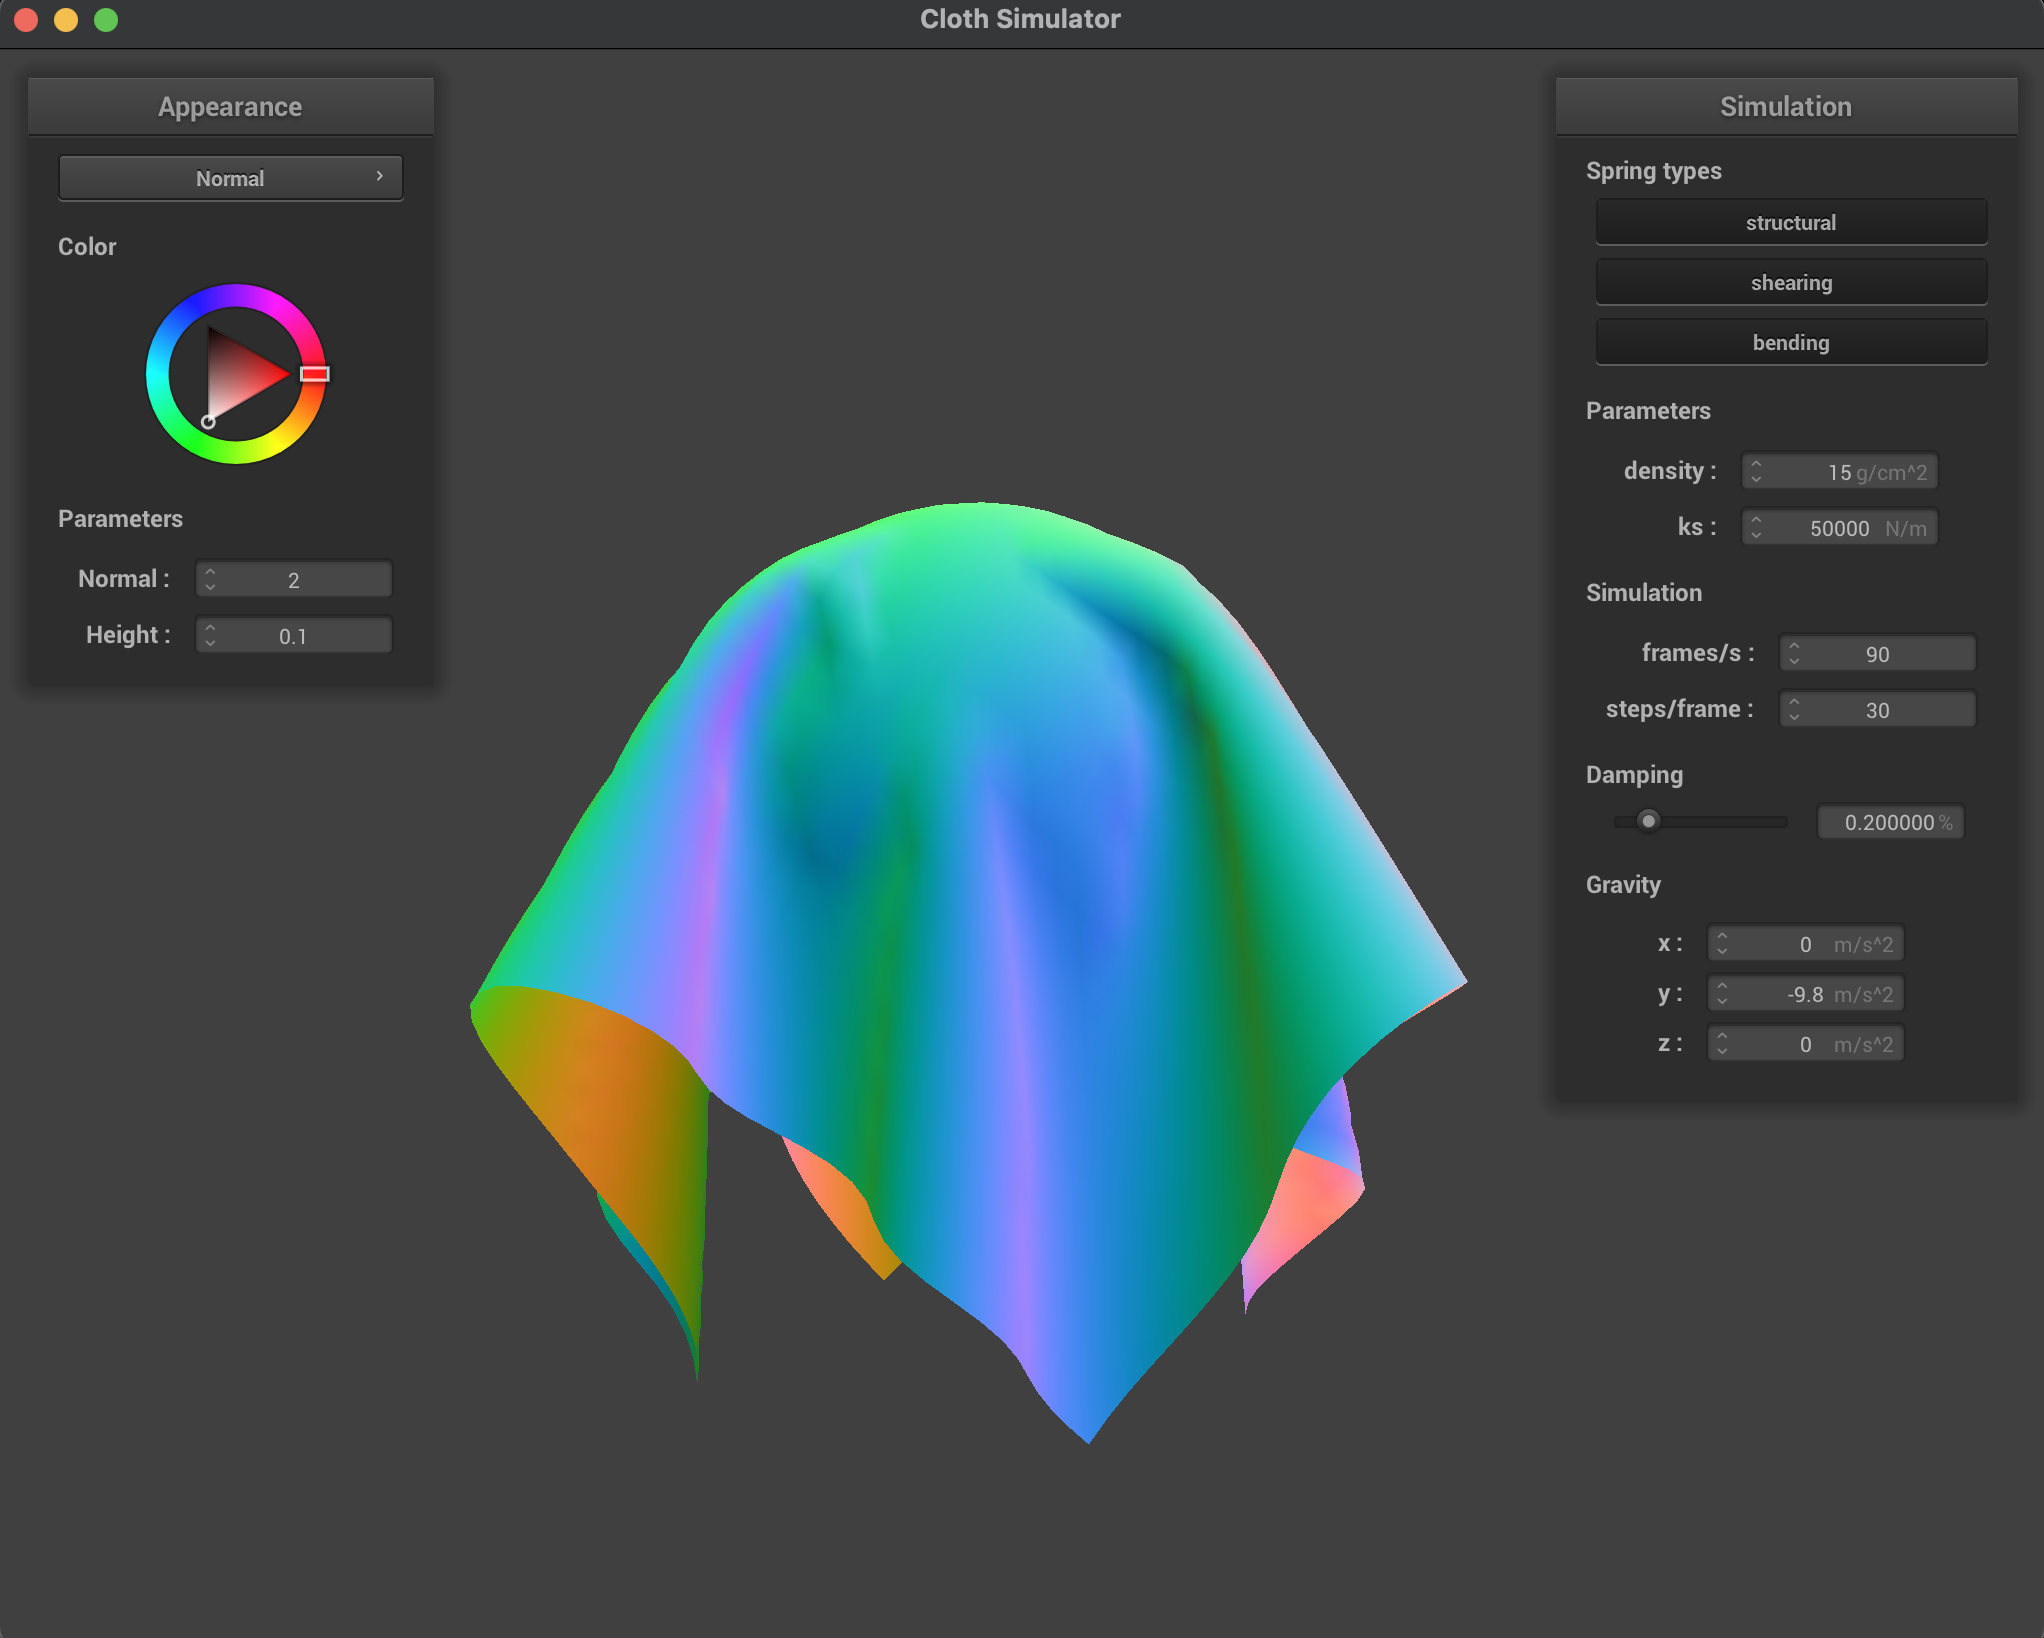 Cloth Simulator
Appearance
Normal
Color
Parameters
Normal : 2
Height : 0.1
Simulation
Spring types
structural
shearing
bending
Parameters
density : 15 g/cm^2
ks : 50000 N/m
Simulation
frames/s : 90
steps/frame : 30
Damping
0.200000 %
Gravity
x : 0 m/s^2
y : -9.8 m/s^2
z : 0 m/s^2